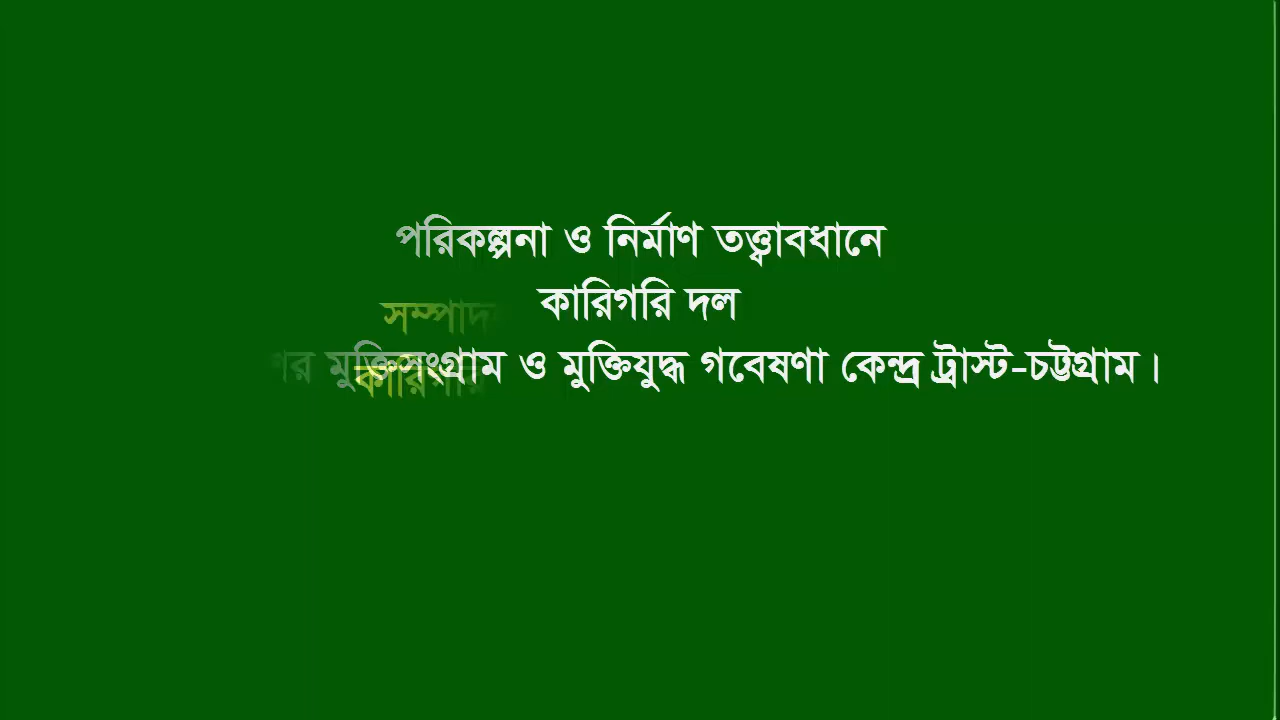 পরিকল্পনা ও নির্মাণ তত্ত্বাবধানে
কারিগরি দল
মুক্তিসংগ্রাম ও মুক্তিযুদ্ধ গবেষণা কেন্দ্র ট্রাস্ট-চট্টগ্রাম।